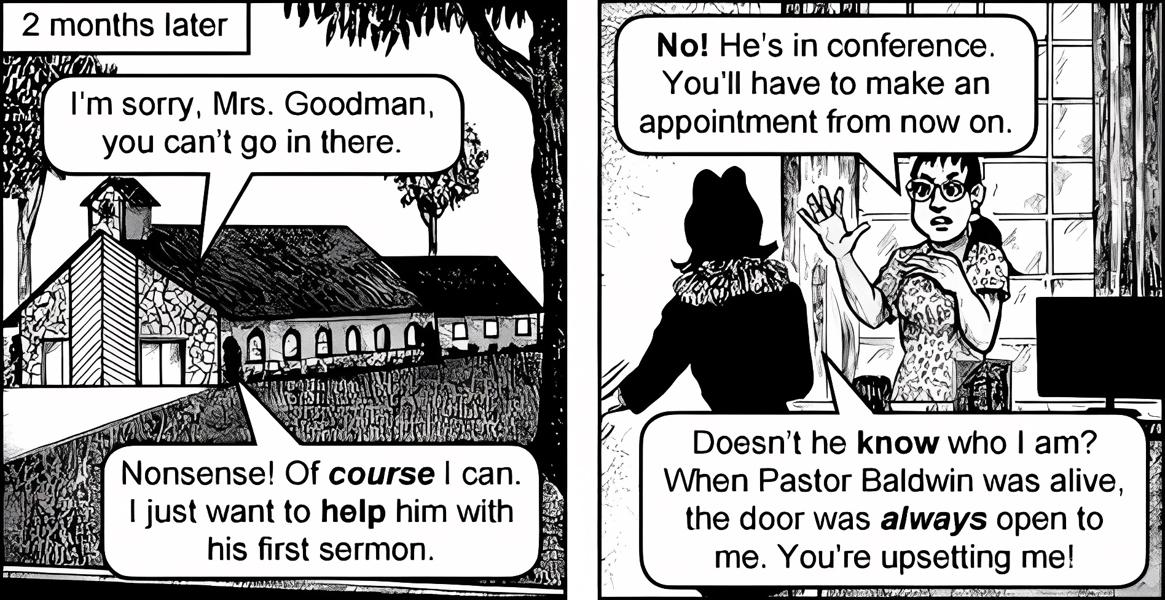 2 months later
I'm sorry, Mrs. Goodman,
you can't go in there.
Nonsense! Of course I can.
I just want to help him with
his first sermon.
No! He's in conference.
You'll have to make an
appointment from now on.
Doesn't he know who I am?
When Pastor Baldwin was alive,
the door was always open to
me. You're upsetting me!